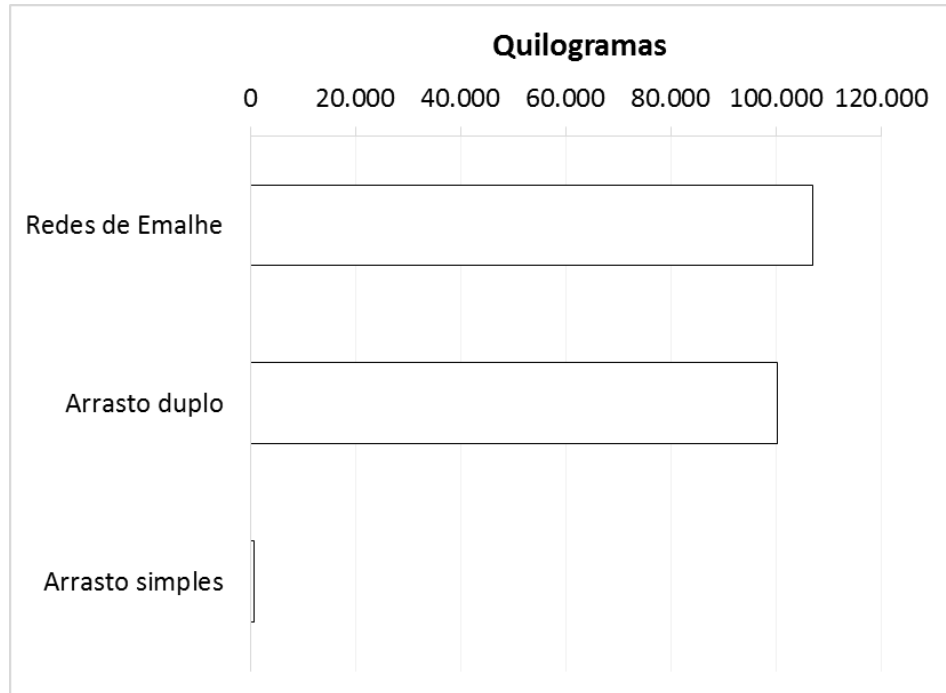 Quilogramas
0 20.000 40.000 60.000 80.000 100.000 120.000
Redes de Emalhe
Arrasto duplo
Arrasto simples